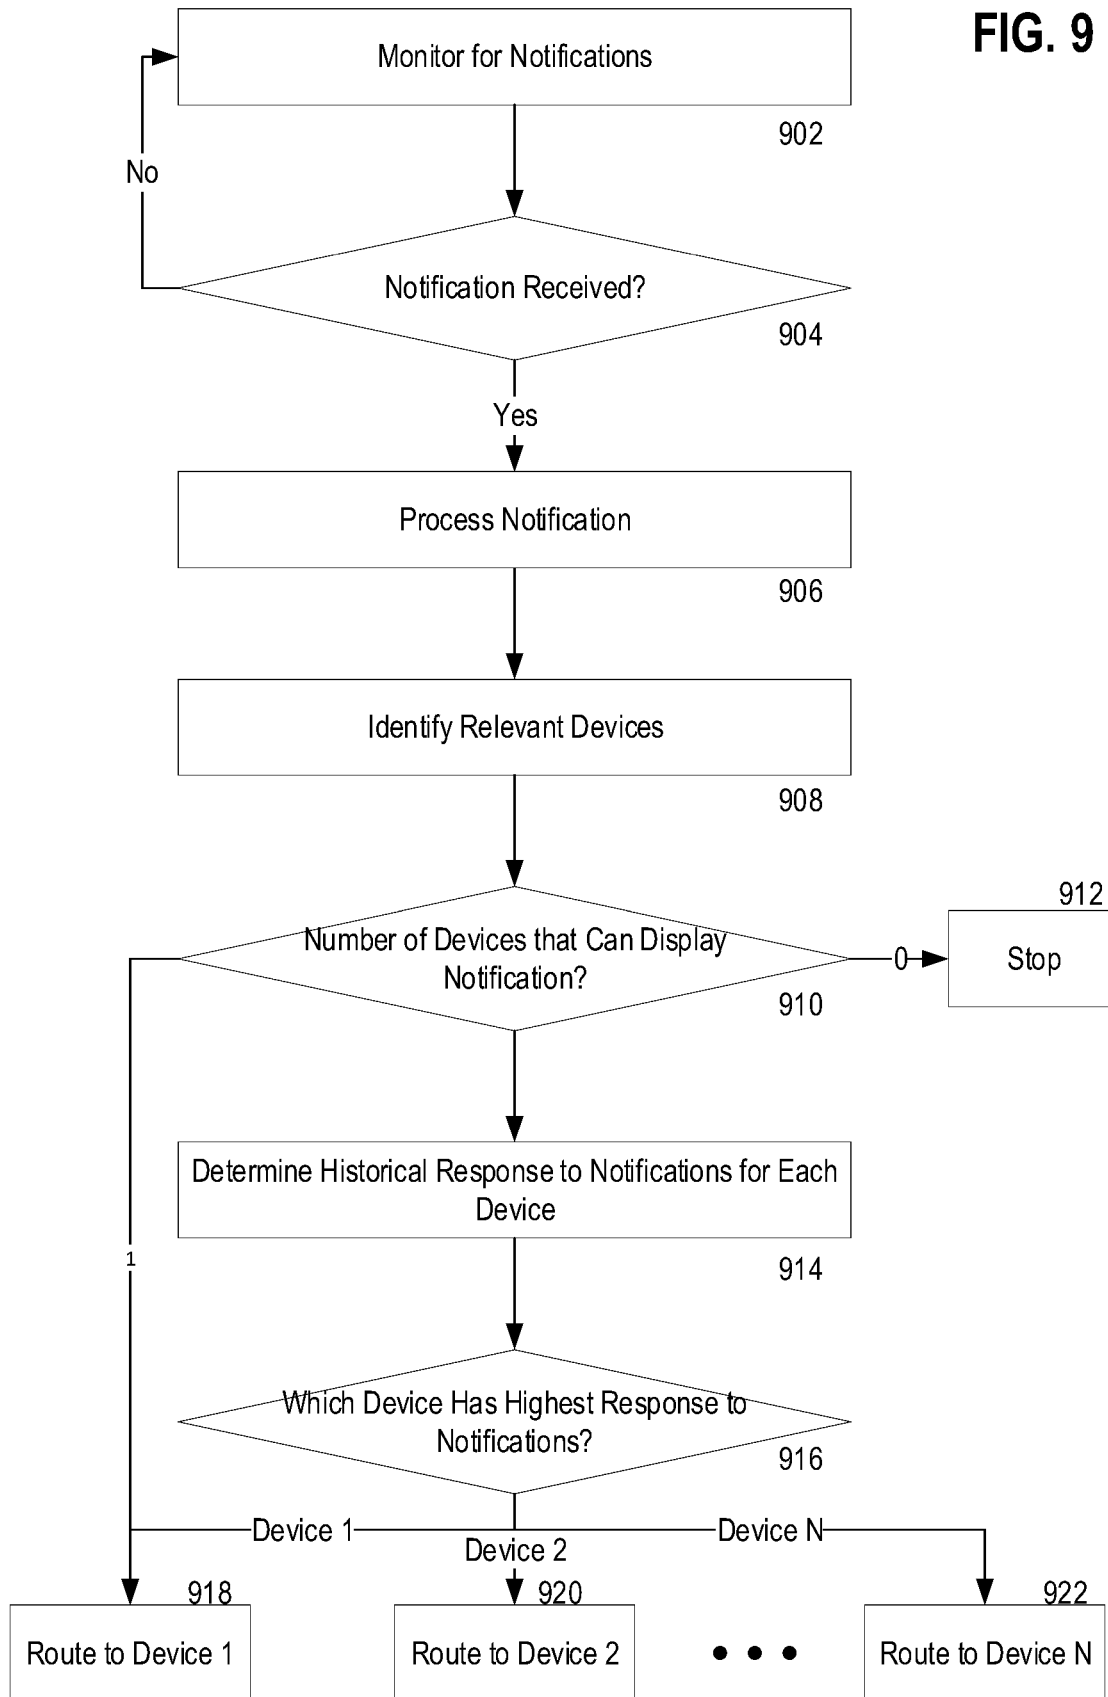 FIG. 9
Monitor for Notifications
902
No
Notification Received?
904
Yes
Process Notification
906
Identify Relevant Devices
908
912
Number of Devices that Can Display
Notification?
0
Stop
910
Determine Historical Response to Notifications for Each
Device
1
914
Which Device Has Highest Response to
Notifications?
916
Device 1
Device 2
Device N
918
920
922
Route to Device 1
Route to Device 2
Route to Device N